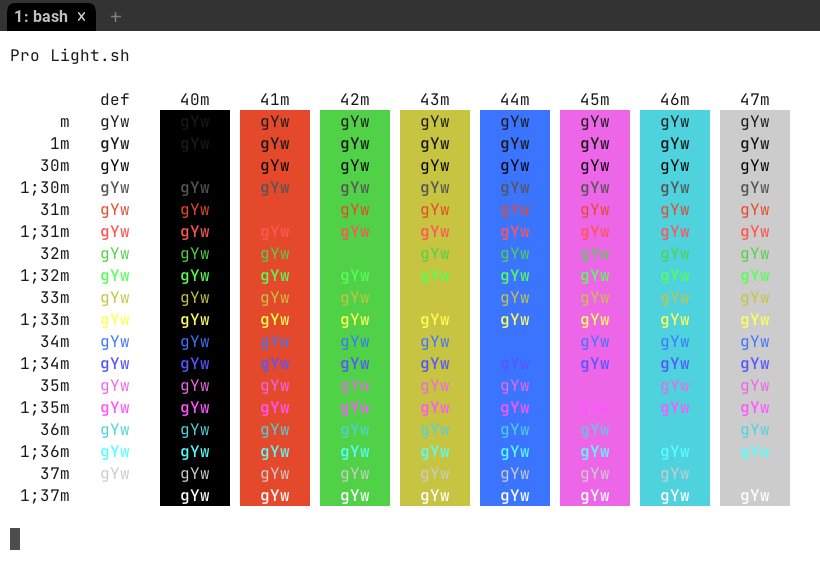 1: bash x +
Pro Light.sh
def 40m 41m 42m 43m 44m 45m 46m 47m
m gYw gYw gYw gYw gYw gYw gYw gYw gYw
1m gYw gYw gYw gYw gYw gYw gYw gYw gYw
30m gYw gYw gYw gYw gYw gYw gYw gYw
1;30m gYw gYw gYw gYw gYw gYw gYw gYw gYw
31m gYw gYw gYw gYw gYw gYw gYw gYw
1;31m gYw gYw gYw gYw gYw gYw gYw gYw gYw
32m gYw gYw gYw gYw gYw gYw gYw gYw
1;32m gYw gYw gYw gYw gYw gYw gYw gYw gYw
33m gYw gYw gYw gYw gYw gYw gYw gYw
1;33m gYw gYw gYw gYw gYw gYw gYw gYw gYw
34m gYw gYw gYw gYw gYw gYw gYw gYw
1;34m gYw gYw gYw gYw gYw gYw gYw gYw gYw
35m gYw gYw gYw gYw gYw gYw gYw gYw
1;35m gYw gYw gYw gYw gYw gYw gYw gYw gYw
36m gYw gYw gYw gYw gYw gYw gYw gYw
1;36m gYw gYw gYw gYw gYw gYw gYw gYw gYw
37m gYw gYw gYw gYw gYw gYw gYw gYw
1;37m gYw gYw gYw gYw gYw gYw gYw gYw